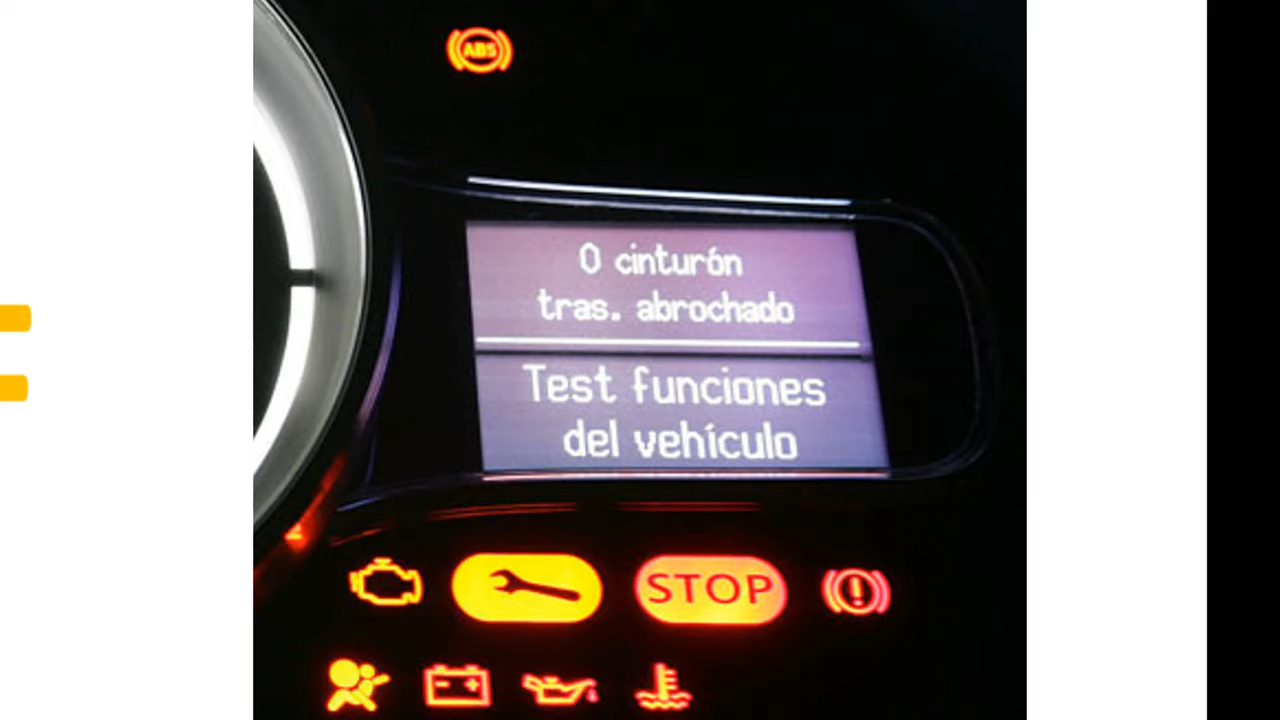 ABS
0 cinturón
tras. abrochado
Test funciones
del vehículo
STOP